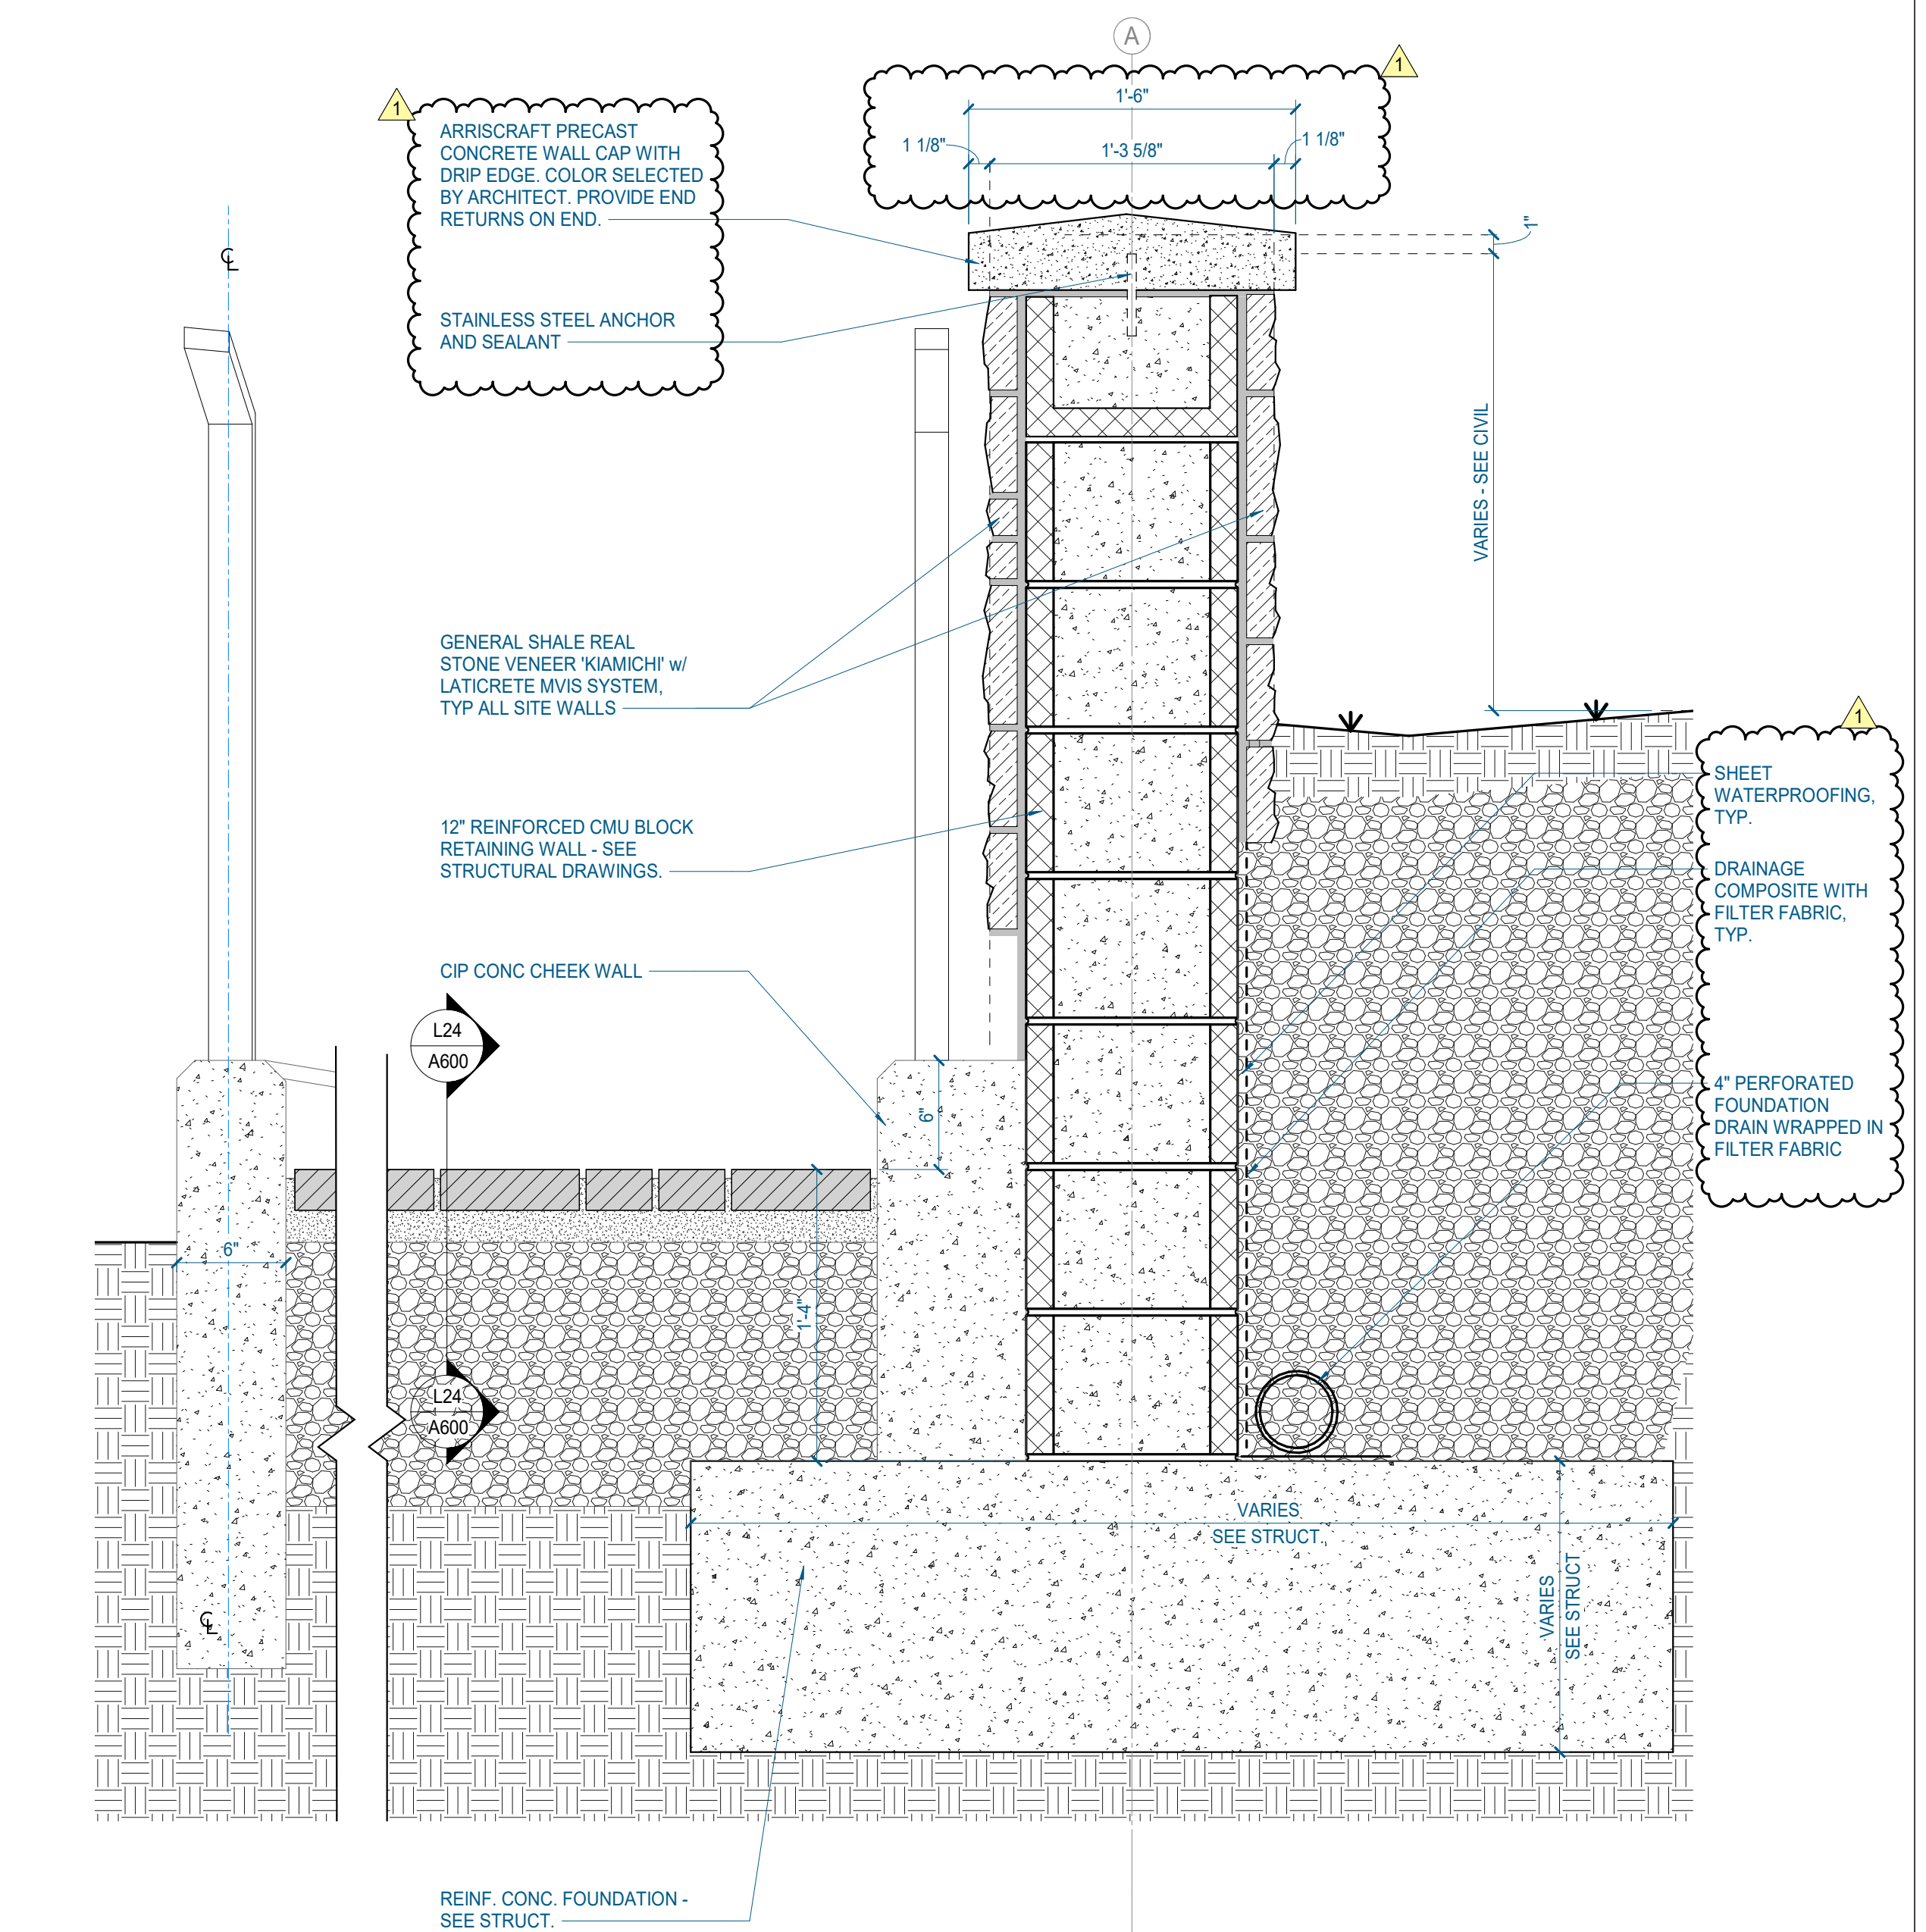 A
1
1
1'-6"
1 1/8"
1'-3 5/8"
1 1/8"
ARRISCRAFT PRECAST
CONCRETE WALL CAP WITH
DRIP EDGE. COLOR SELECTED
BY ARCHITECT. PROVIDE END
RETURNS ON END.
STAINLESS STEEL ANCHOR
AND SEALANT
CL
1"
VARIES - SEE CIVIL
GENERAL SHALE REAL
STONE VENEER 'KIAMICHI' w/
LATICRETE MVIS SYSTEM,
TYP ALL SITE WALLS
12" REINFORCED CMU BLOCK
RETAINING WALL - SEE
STRUCTURAL DRAWINGS.
CIP CONC CHEEK WALL
1
SHEET
WATERPROOFING,
TYP.
DRAINAGE
COMPOSITE WITH
FILTER FABRIC,
TYP.
4" PERFORATED
FOUNDATION
DRAIN WRAPPED IN
FILTER FABRIC
L24
A600
6"
6"
1'-4"
L24
A600
VARIES
SEE STRUCT.
VARIES
SEE STRUCT
CL
REINF. CONC. FOUNDATION -
SEE STRUCT.